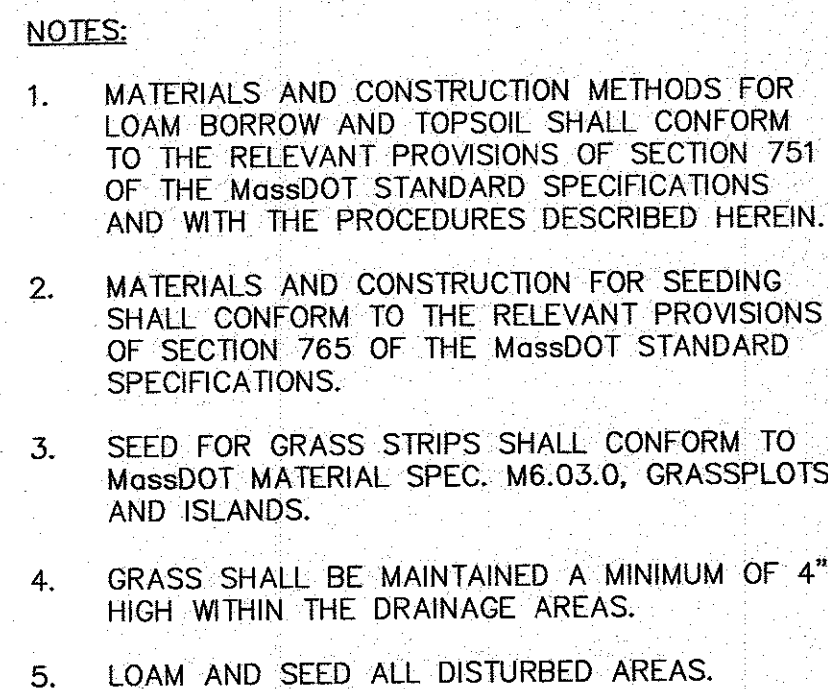 NOTES:
1. MATERIALS AND CONSTRUCTION METHODS FOR
LOAM BORROW AND TOPSOIL SHALL CONFORM
TO THE RELEVANT PROVISIONS OF SECTION 751
OF THE MassDOT STANDARD SPECIFICATIONS
AND WITH THE PROCEDURES DESCRIBED HEREIN.
2. MATERIALS AND CONSTRUCTION FOR SEEDING
SHALL CONFORM TO THE RELEVANT PROVISIONS
OF SECTION 765 OF THE MassDOT STANDARD
SPECIFICATIONS.
3. SEED FOR GRASS STRIPS SHALL CONFORM TO
MassDOT MATERIAL SPEC. M6.03.0, GRASSPLOTS
AND ISLANDS.
4. GRASS SHALL BE MAINTAINED A MINIMUM OF 4"
HIGH WITHIN THE DRAINAGE AREAS.
5. LOAM AND SEED ALL DISTURBED AREAS.